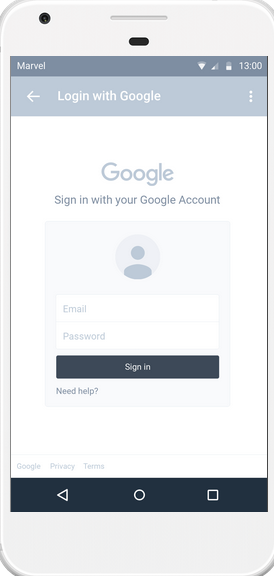 Marvel 13:00
Login with Google
Google
Sign in with your Google Account
Email
Password
Sign in
Need help?
Google Privacy Terms